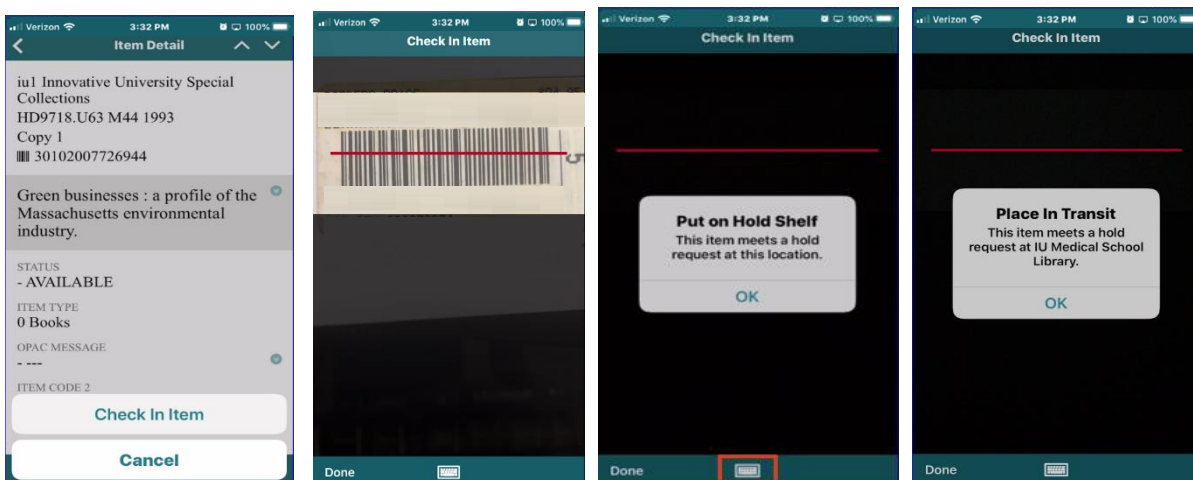 Verizon 3:32 PM 100%
Item Detail
iu1 Innovative University Special
Collections
HD9718.U63 M44 1993
Copy 1
30102007726944
Green businesses : a profile of the
Massachusetts environmental
industry.
STATUS
- AVAILABLE
ITEM TYPE
0 Books
OPAC MESSAGE
- ---
ITEM CODE 2
Check In Item
Cancel
Verizon 3:32 PM 100%
Check In Item
5
Done
Verizon 3:32 PM 100%
Check In Item
Put on Hold Shelf
This item meets a hold
request at this location.
OK
Done
Verizon 3:32 PM 100%
Check In Item
Place In Transit
This item meets a hold
request at IU Medical School
Library.
OK
Done